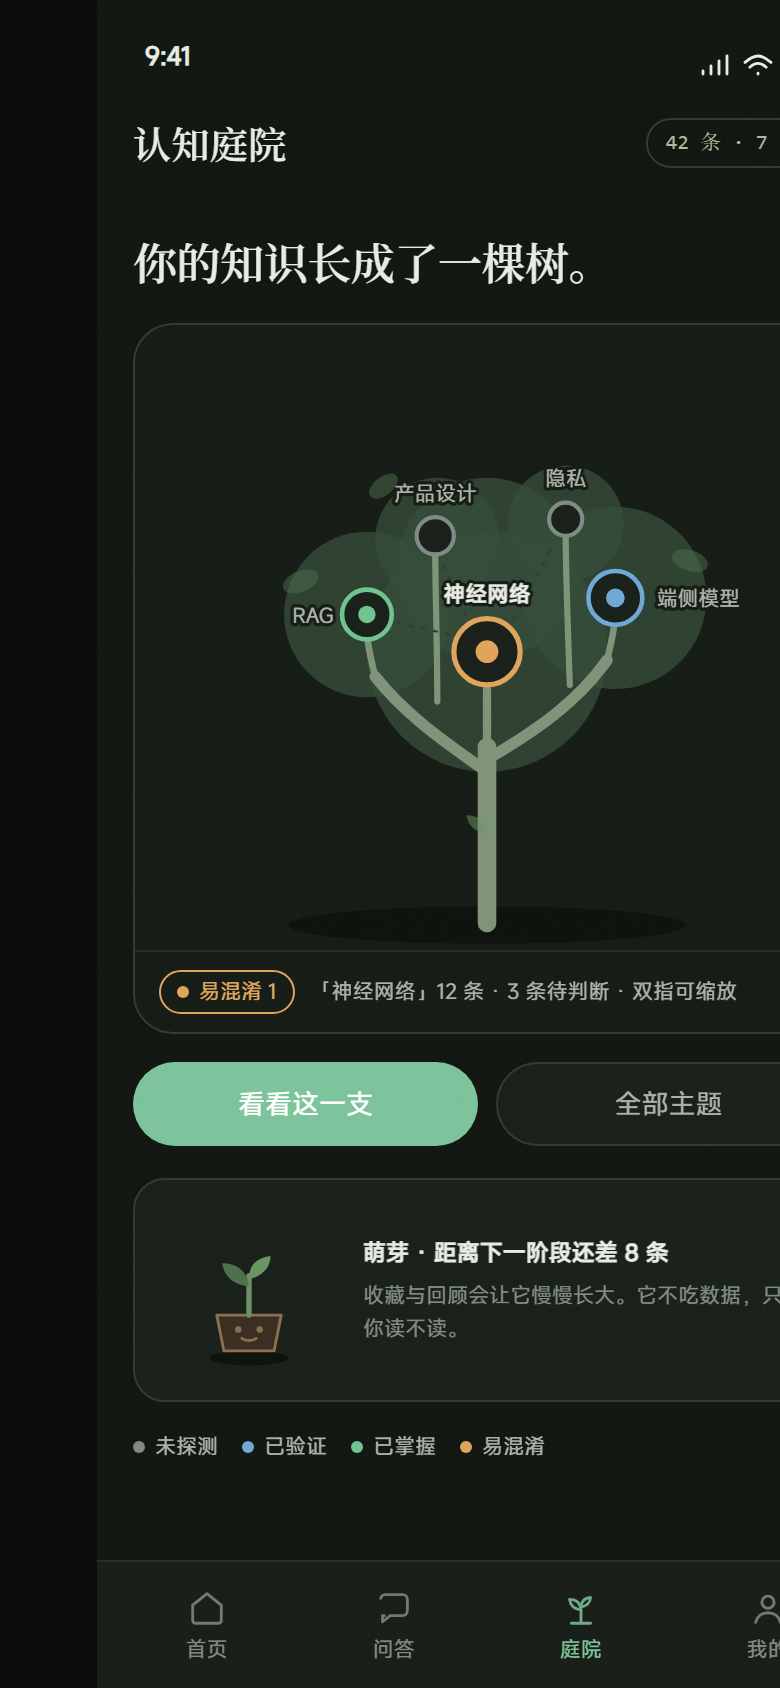 9:41
认知庭院
42 条 · 7
你的知识长成了一棵树。
隐私
产品设计
神经网络
端侧模型
RAG
易混淆 1
「神经网络」12 条 · 3 条待判断 · 双指可缩放
看看这一支
全部主题
萌芽 · 距离下一阶段还差 8 条
收藏与回顾会让它慢慢长大。它不吃数据，只
你读不读。
未探测
已验证
已掌握
易混淆
首页
问答
庭院
我的